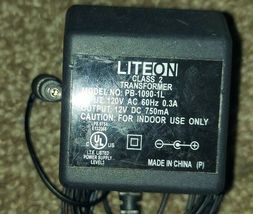 LITEON
CLASS 2
TRANSFORMER
MODEL NO: PB-1090-1L
INPUT: 120V AC 60Hz 0.3A
OUTPUT: 12V DC 750mA
CAUTION: FOR INDOOR USE ONLY
LISTED
I.T.E.
POWER SUPPLY
MADE IN CHINA (P)